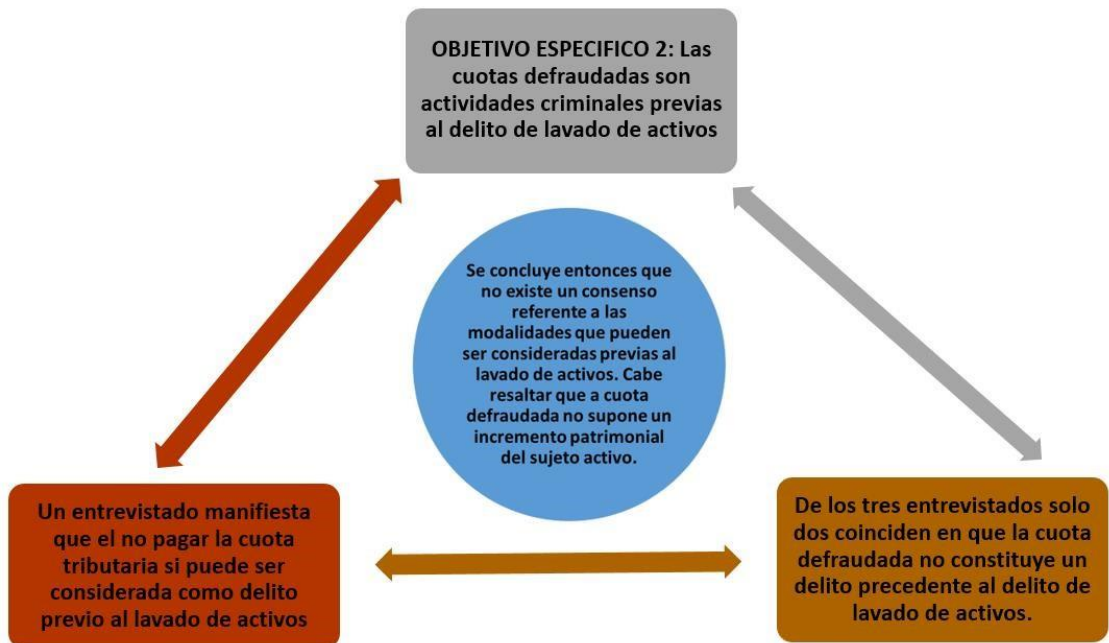 OBJETIVO ESPECIFICO 2: Las
cuotas defraudadas son
actividades criminales previas
al delito de lavado de activos
Se concluye entonces que
no existe un consenso
referente a las
modalidades que pueden
ser consideradas previas al
lavado de activos. Cabe
resaltar que a cuota
defraudada no supone un
incremento patrimonial
del sujeto activo.
Un entrevistado manifiesta
que el no pagar la cuota
tributaria si puede ser
considerada como delito
previo al lavado de activos
De los tres entrevistados solo
dos coinciden en que la cuota
defraudada no constituye un
delito precedente al delito de
lavado de activos.